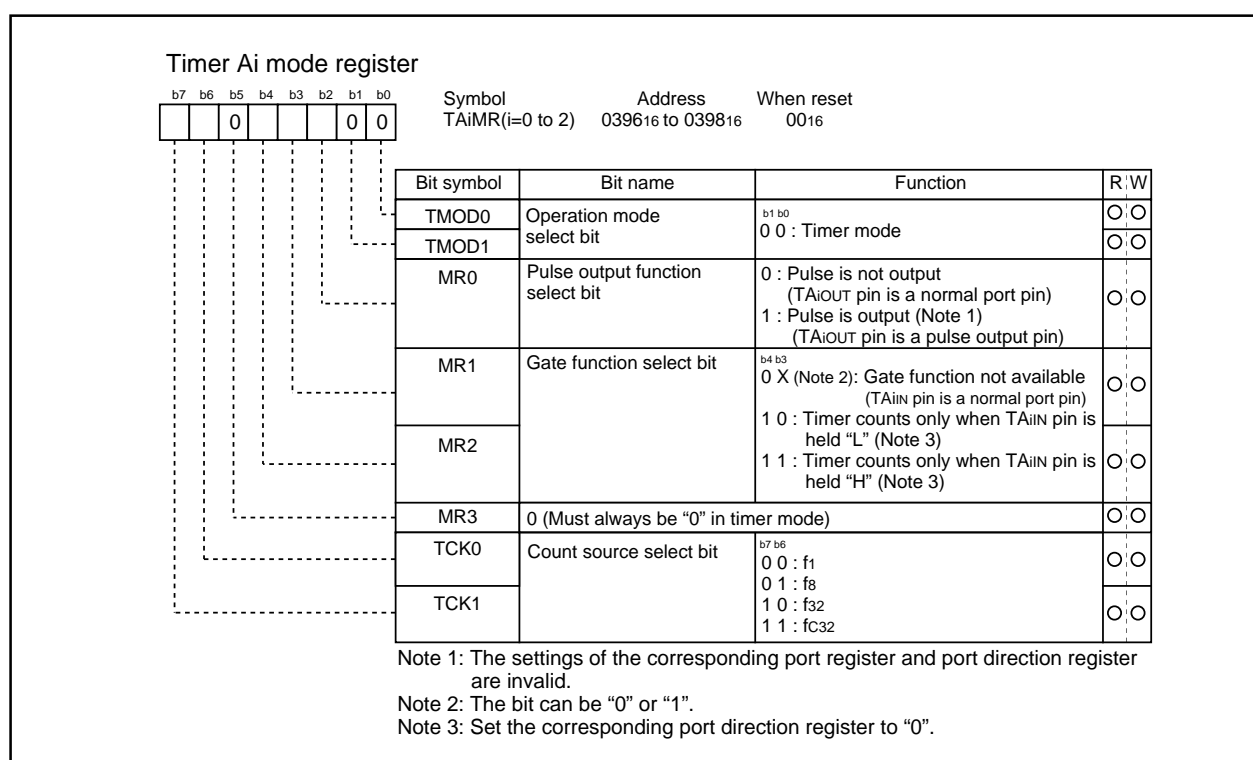 Timer Ai mode register
b7 b6 b5 b4 b3 b2 b1 b0
0 0 0
Symbol Address When reset
TAiMR(i=0 to 2) 039616 to 039816 0016
Bit symbol Bit name Function R W
TMOD0 Operation mode select bit b1 b0
0 0 : Timer mode
TMOD1
MR0 Pulse output function select bit 0 : Pulse is not output
(TAiOUT pin is a normal port pin)
1 : Pulse is output (Note 1)
(TAiOUT pin is a pulse output pin)
MR1 Gate function select bit b4 b3
0 X (Note 2): Gate function not available
(TAiIN pin is a normal port pin)
1 0 : Timer counts only when TAiIN pin is
held “L” (Note 3)
MR2
1 1 : Timer counts only when TAiIN pin is
held “H” (Note 3)
MR3 0 (Must always be “0” in timer mode)
TCK0 Count source select bit b7 b6
0 0 : f1
0 1 : f8
TCK1 1 0 : f32
1 1 : fC32
Note 1: The settings of the corresponding port register and port direction register
are invalid.
Note 2: The bit can be “0” or “1”.
Note 3: Set the corresponding port direction register to “0”.